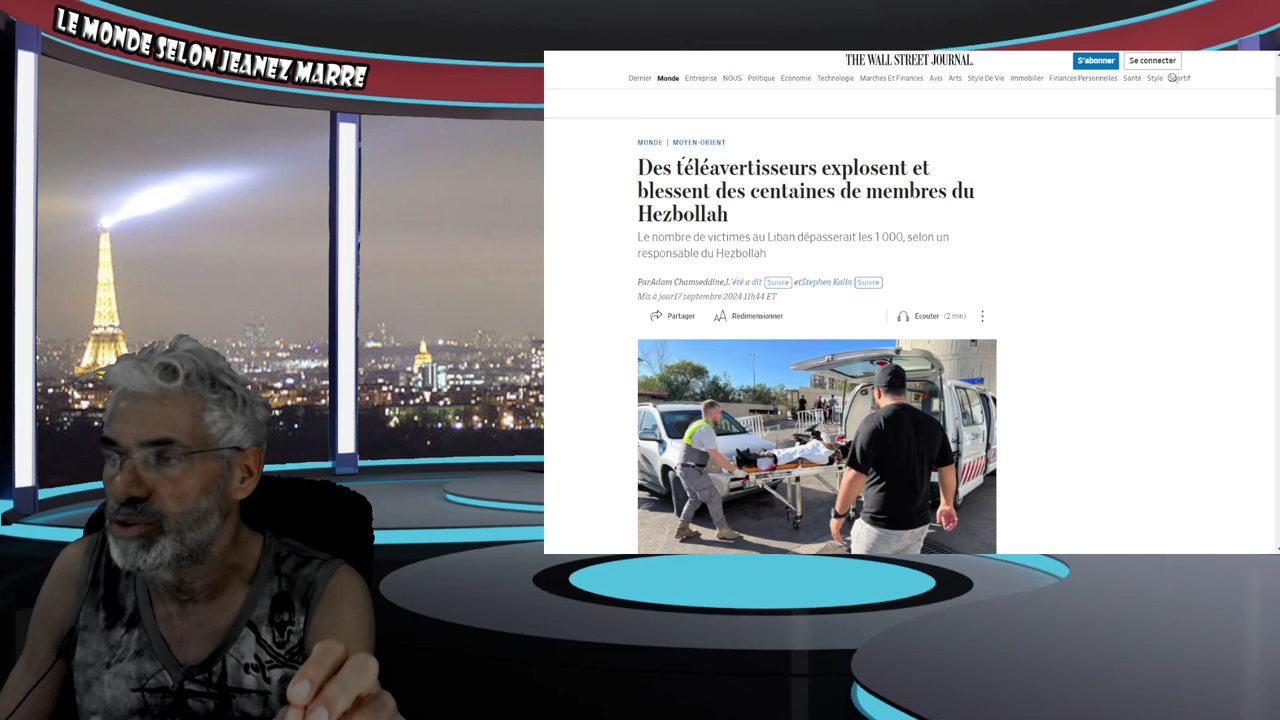 LE MONDE SELON JEANEZ MARRE
THE WALL STREET JOURNAL.
S'abonner
Se connecter
Dernier Monde Entreprise NOUS Politique Economie Technologie Marchés Et Finances Avis Arts Style De Vie Immobilier Finances Personnelles Santé Style Sportif
MONDE | MOYEN-ORIENT
Des téléavertisseurs explosent et
blessent des centaines de membres du
Hezbollah
Le nombre de victimes au Liban dépasserait les 1 000, selon un
responsable du Hezbollah
ParAdam Chamseddine,L'été a dit Suivre etStephen Kalin Suivre
Mis à jour17 septembre 2024 11h44 ET
Partager Redimensionner Écouter (2 min)